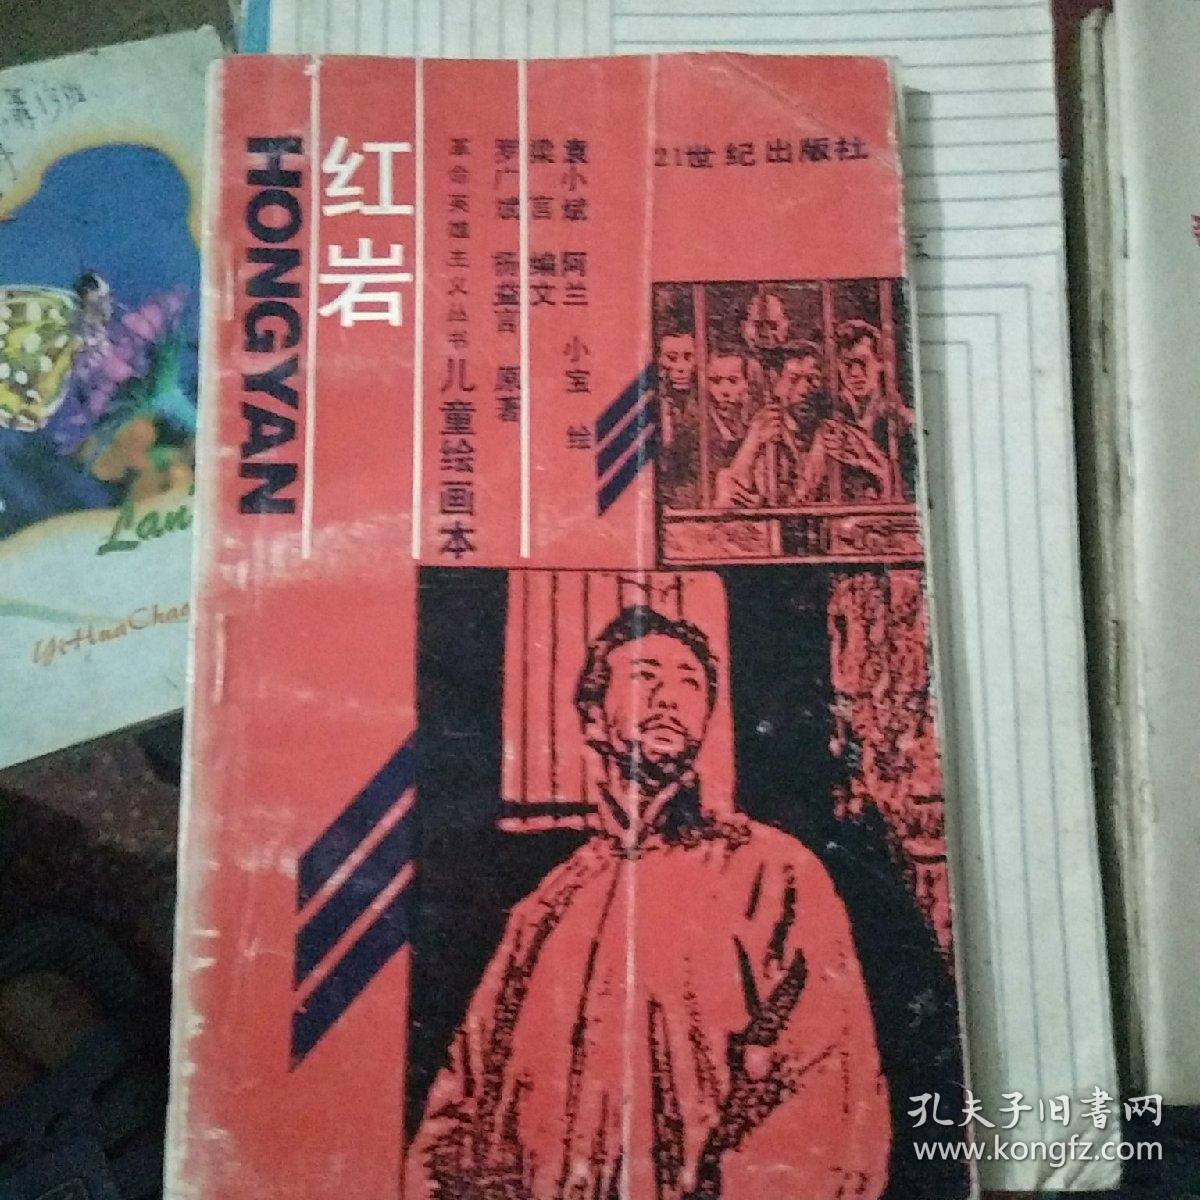 HONGYAN
红岩
革命英雄主义丛书儿童绘画本
罗广斌 杨益言 原著
梁言 编文
袁小斌 阿兰 小宝 绘
21世纪出版社
YiHuaChao
孔夫子旧書网
www.kongfz.com